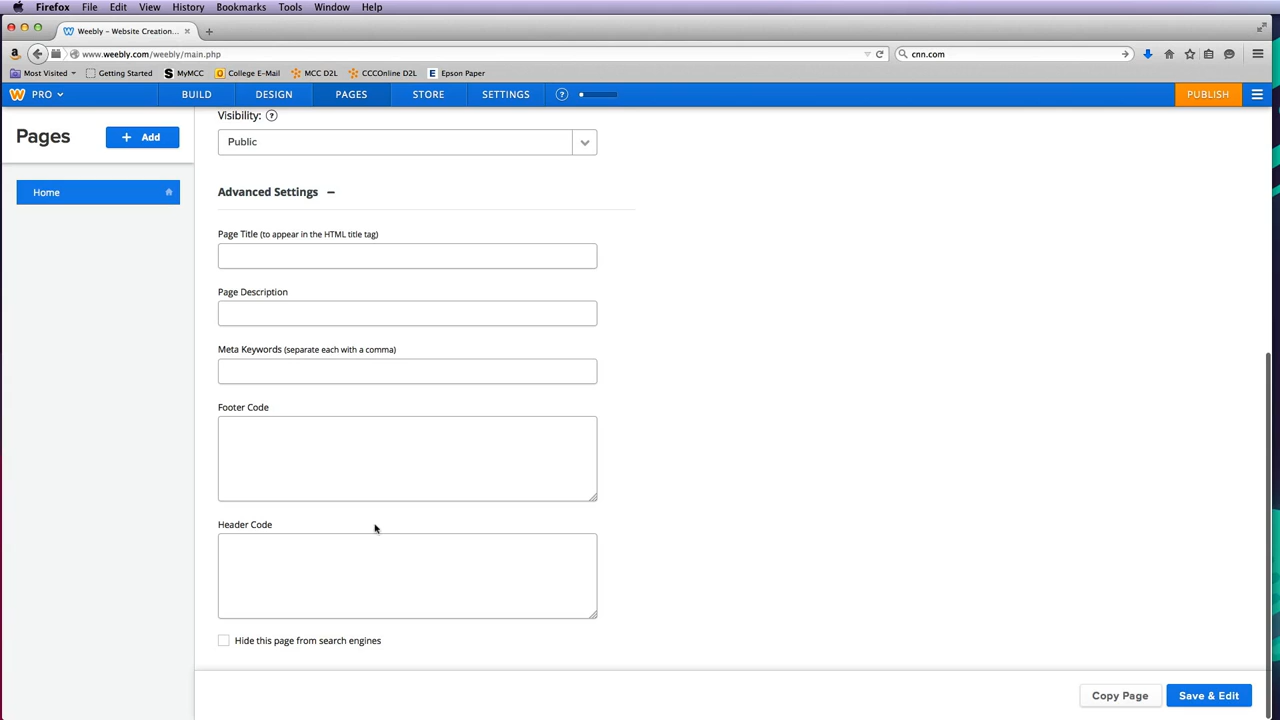 Firefox File Edit View History Bookmarks Tools Window Help
Weebly - Website Creation...
www.weebly.com/weebly/main.php
cnn.com
Most Visited Getting Started MyMCC College E-Mail MCC D2L CCCOnline D2L Epson Paper
PRO BUILD DESIGN PAGES STORE SETTINGS ? PUBLISH
Pages
+ Add
Home
Visibility: ?
Public
Advanced Settings −
Page Title (to appear in the HTML title tag)
Page Description
Meta Keywords (separate each with a comma)
Footer Code
Header Code
Hide this page from search engines
Copy Page
Save & Edit